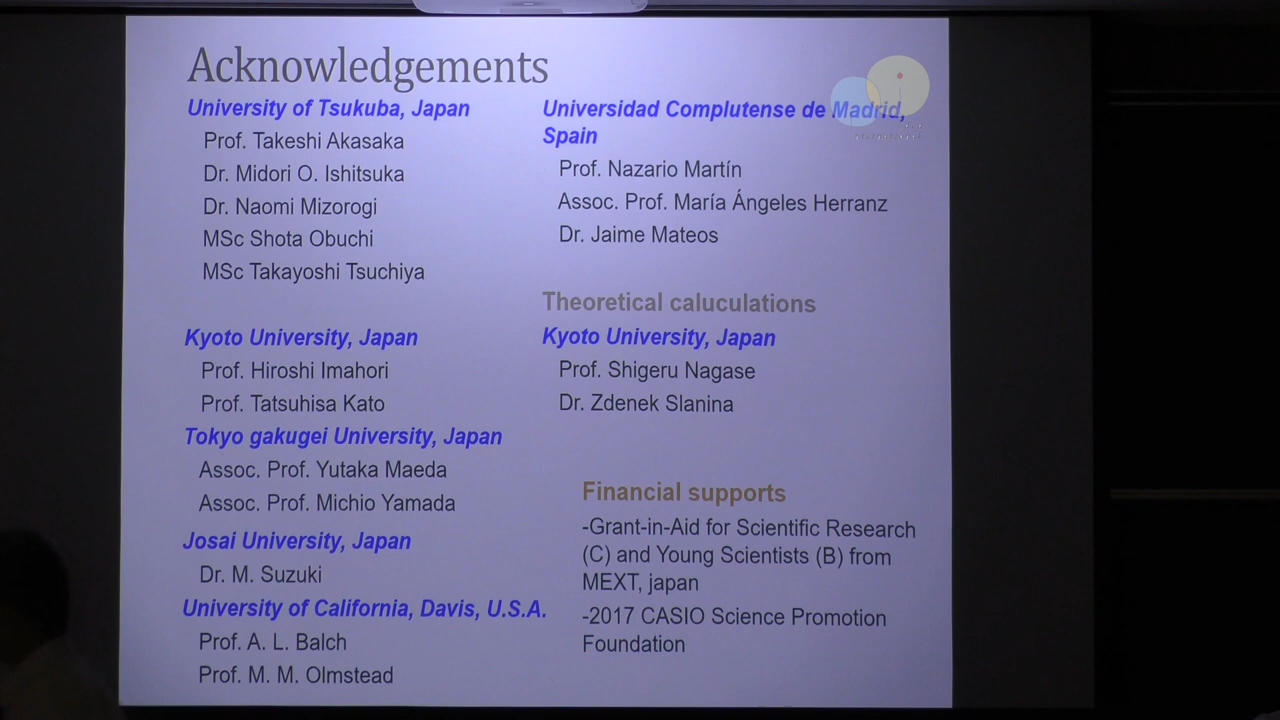 Acknowledgements
University of Tsukuba, Japan
Prof. Takeshi Akasaka
Dr. Midori O. Ishitsuka
Dr. Naomi Mizorogi
MSc Shota Obuchi
MSc Takayoshi Tsuchiya
Kyoto University, Japan
Prof. Hiroshi Imahori
Prof. Tatsuhisa Kato
Tokyo gakugei University, Japan
Assoc. Prof. Yutaka Maeda
Assoc. Prof. Michio Yamada
Josai University, Japan
Dr. M. Suzuki
University of California, Davis, U.S.A.
Prof. A. L. Balch
Prof. M. M. Olmstead
Universidad Complutense de Madrid,
Spain
Prof. Nazario Martín
Assoc. Prof. María Ángeles Herranz
Dr. Jaime Mateos
Theoretical caluculations
Kyoto University, Japan
Prof. Shigeru Nagase
Dr. Zdenek Slanina
Financial supports
-Grant-in-Aid for Scientific Research
(C) and Young Scientists (B) from
MEXT, japan
-2017 CASIO Science Promotion
Foundation